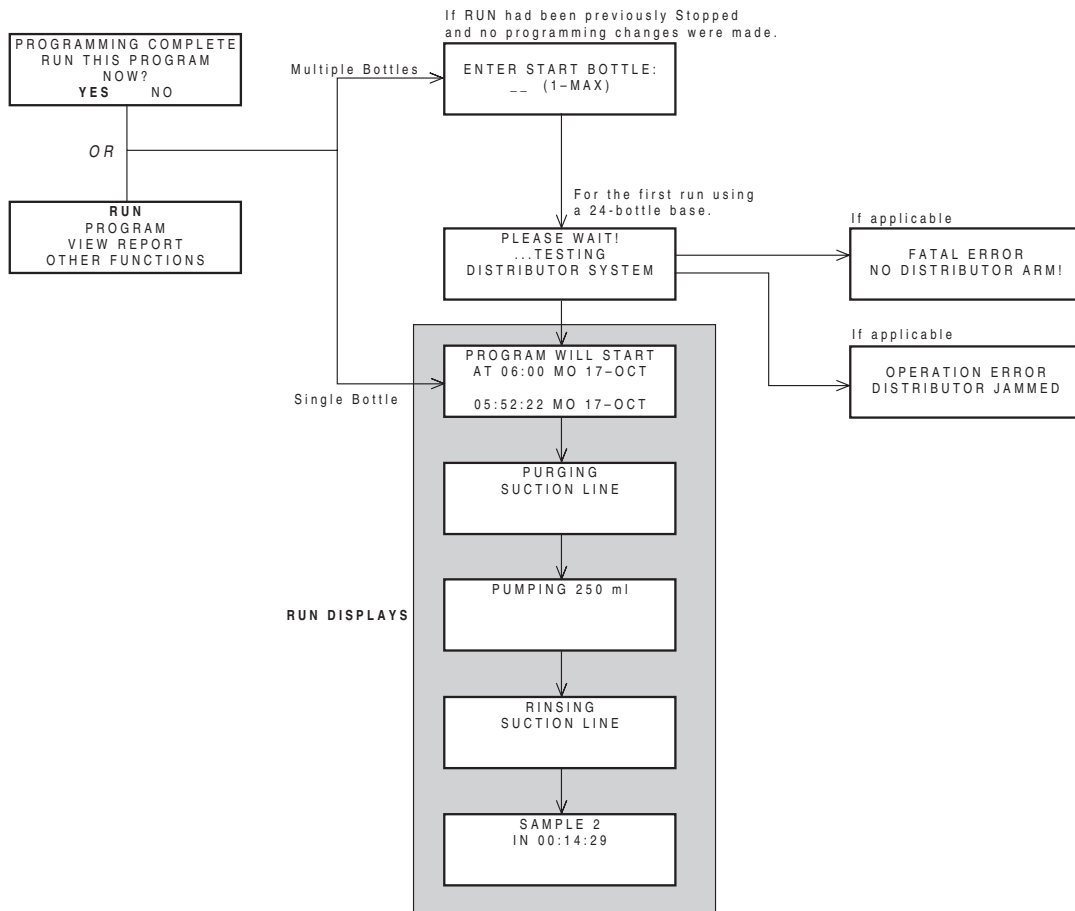 If RUN had been previously Stopped
and no programming changes were made.
PROGRAMMING COMPLETE
RUN THIS PROGRAM
NOW?
YES NO
Multiple Bottles
ENTER START BOTTLE:
__ (1–MAX)
OR
RUN
PROGRAM
VIEW REPORT
OTHER FUNCTIONS
For the first run using
a 24-bottle base.
PLEASE WAIT!
...TESTING
DISTRIBUTOR SYSTEM
If applicable
FATAL ERROR
NO DISTRIBUTOR ARM!
If applicable
OPERATION ERROR
DISTRIBUTOR JAMMED
Single Bottle
PROGRAM WILL START
AT 06:00 MO 17–OCT
05:52:22 MO 17–OCT
PURGING
SUCTION LINE
PUMPING 250 ml
RUN DISPLAYS
RINSING
SUCTION LINE
SAMPLE 2
IN 00:14:29